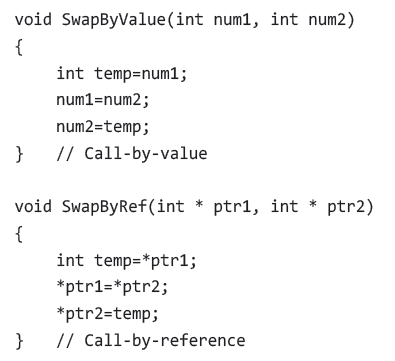 void SwapByValue(int num1, int num2)
{
    int temp=num1;
    num1=num2;
    num2=temp;
}   // Call-by-value

void SwapByRef(int * ptr1, int * ptr2)
{
    int temp=*ptr1;
    *ptr1=*ptr2;
    *ptr2=temp;
}   // Call-by-reference